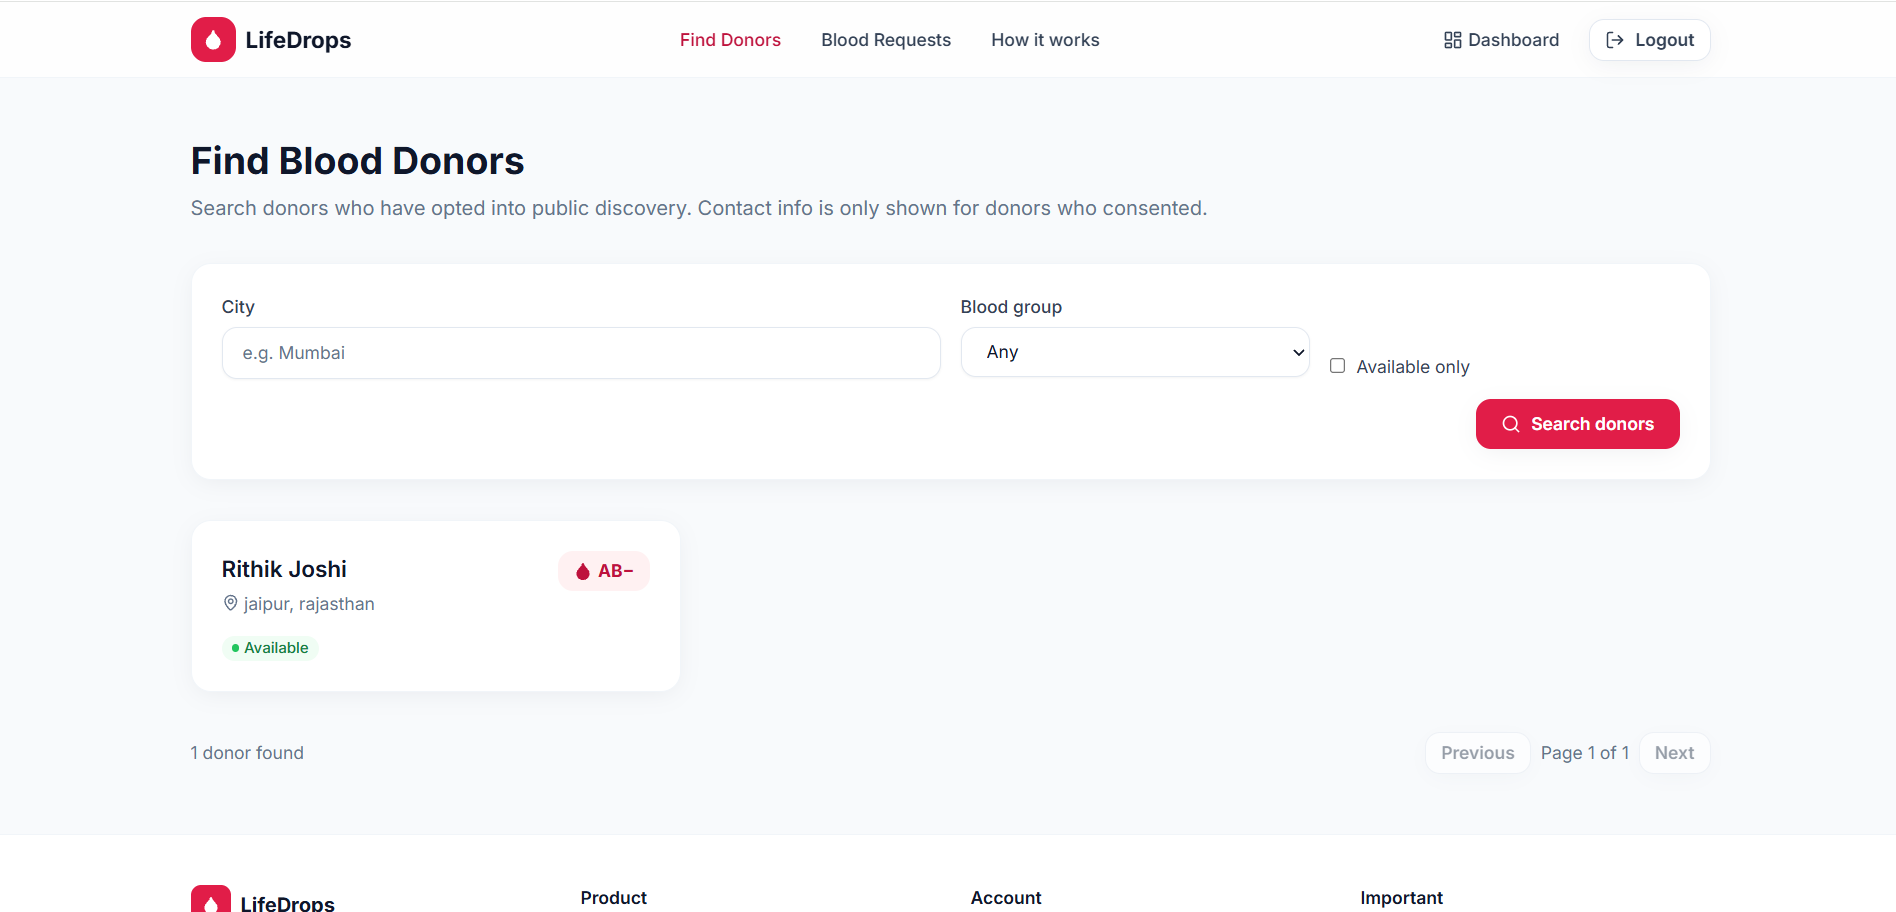 LifeDrops
Find Donors
Blood Requests
How it works
Dashboard
Logout
Find Blood Donors
Search donors who have opted into public discovery. Contact info is only shown for donors who consented.
City
Blood group
e.g. Mumbai
Any
Available only
Search donors
Rithik Joshi
AB−
jaipur, rajasthan
Available
1 donor found
Previous
Page 1 of 1
Next
LifeDrops
Product
Account
Important